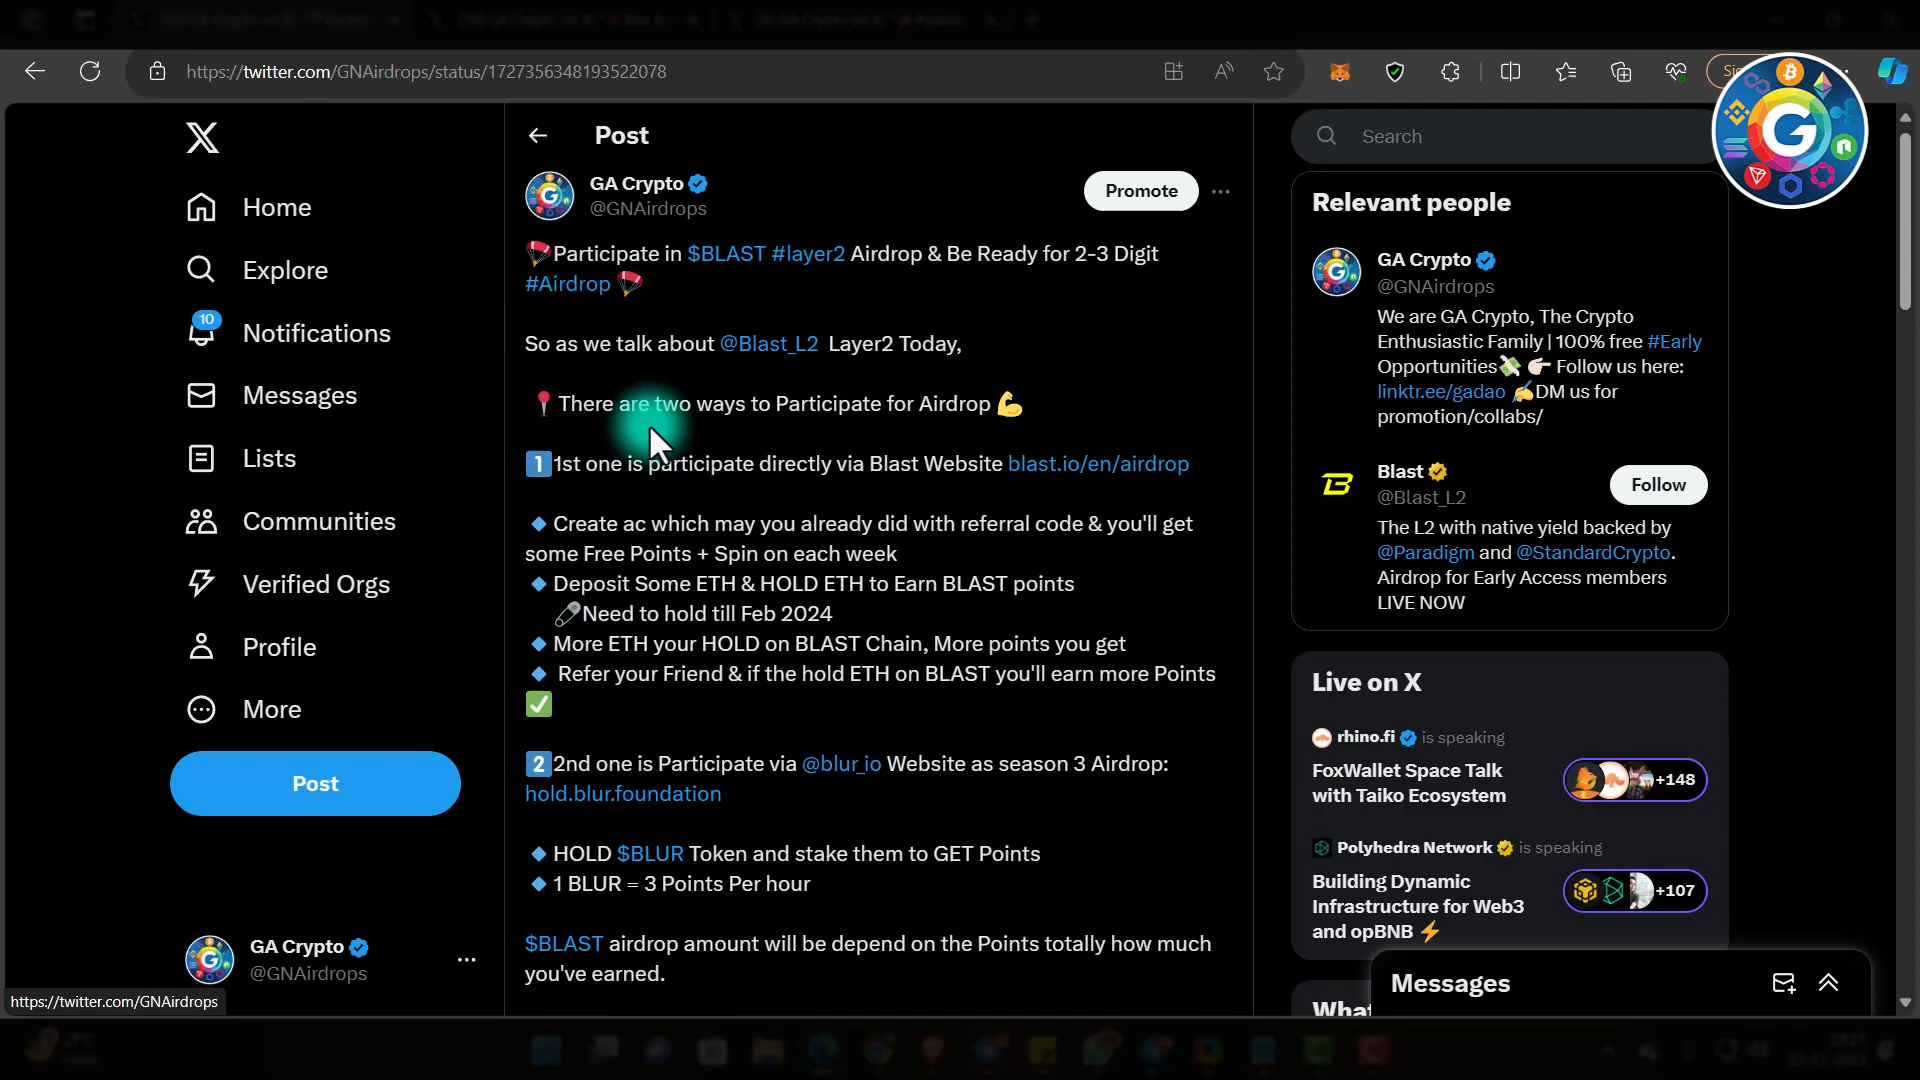 https://twitter.com/GNAirdrops/status/1727356348193522078
Post
Search
Home
Explore
10
Notifications
Messages
Lists
Communities
Verified Orgs
Profile
More
Post
GA Crypto
@GNAirdrops
https://twitter.com/GNAirdrops
GA Crypto
@GNAirdrops
Promote
🪂Participate in $BLAST #layer2 Airdrop & Be Ready for 2-3 Digit
#Airdrop 🪂
So as we talk about @Blast_L2 Layer2 Today,
📍There are two ways to Participate for Airdrop 💪
1️⃣1st one is participate directly via Blast Website blast.io/en/airdrop
🔹Create ac which may you already did with referral code & you'll get
some Free Points + Spin on each week
🔹Deposit Some ETH & HOLD ETH to Earn BLAST points
🧷Need to hold till Feb 2024
🔹More ETH your HOLD on BLAST Chain, More points you get
🔹 Refer your Friend & if the hold ETH on BLAST you'll earn more Points
✅
2️⃣2nd one is Participate via @blur_io Website as season 3 Airdrop:
hold.blur.foundation
🔹HOLD $BLUR Token and stake them to GET Points
🔹1 BLUR = 3 Points Per hour
$BLAST airdrop amount will be depend on the Points totally how much
you've earned.
Relevant people
GA Crypto
@GNAirdrops
We are GA Crypto, The Crypto
Enthusiastic Family | 100% free #Early
Opportunities💸 👉🏻 Follow us here:
linktr.ee/gadao ✍️DM us for
promotion/collabs/
Blast
@Blast_L2
Follow
The L2 with native yield backed by
@Paradigm and @StandardCrypto.
Airdrop for Early Access members
LIVE NOW
Live on X
rhino.fi is speaking
FoxWallet Space Talk
with Taiko Ecosystem
+148
Polyhedra Network is speaking
Building Dynamic
Infrastructure for Web3
and opBNB ⚡
+107
Messages